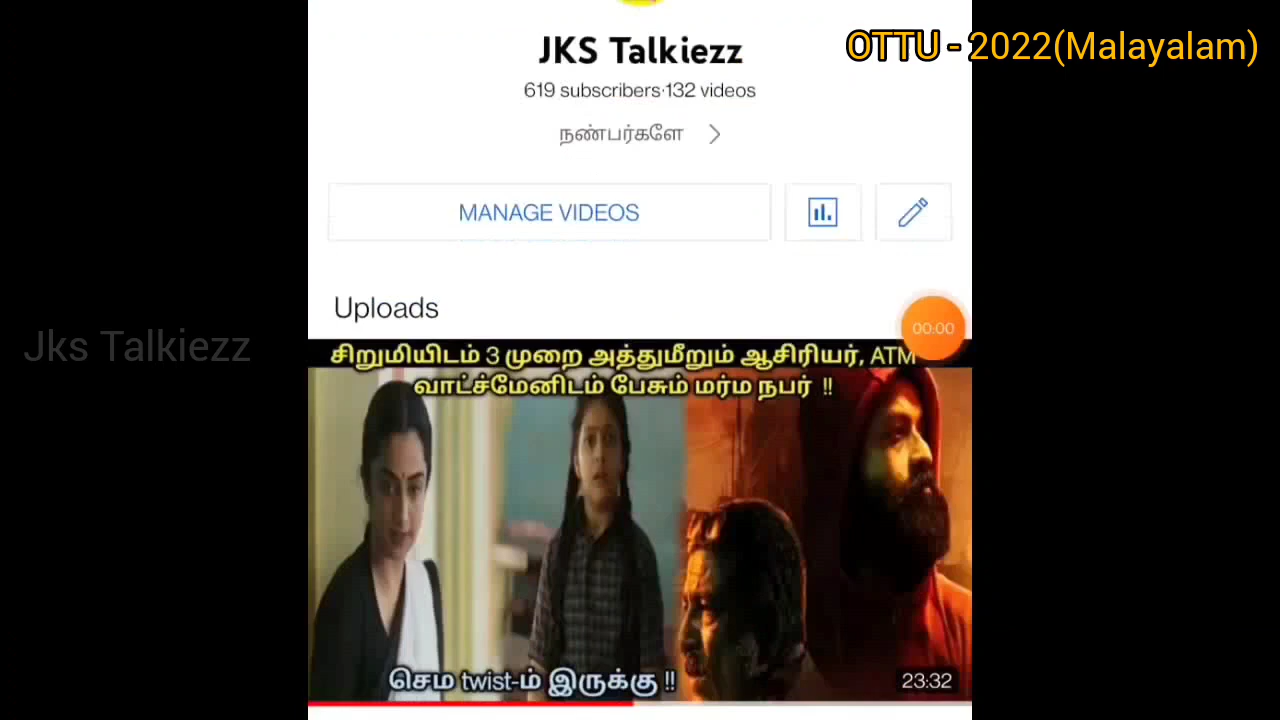 OTTU - 2022(Malayalam)
JKS Talkiezz
619 subscribers·132 videos
நண்பர்களே
MANAGE VIDEOS
Uploads
00:00
Jks Talkiezz
சிறுமியிடம் 3 முறை அத்துமீறும் ஆசிரியர், ATM
வாட்ச்மேனிடம் பேசும் மர்ம நபர் !!
செம twist-ம் இருக்கு !!
23:32